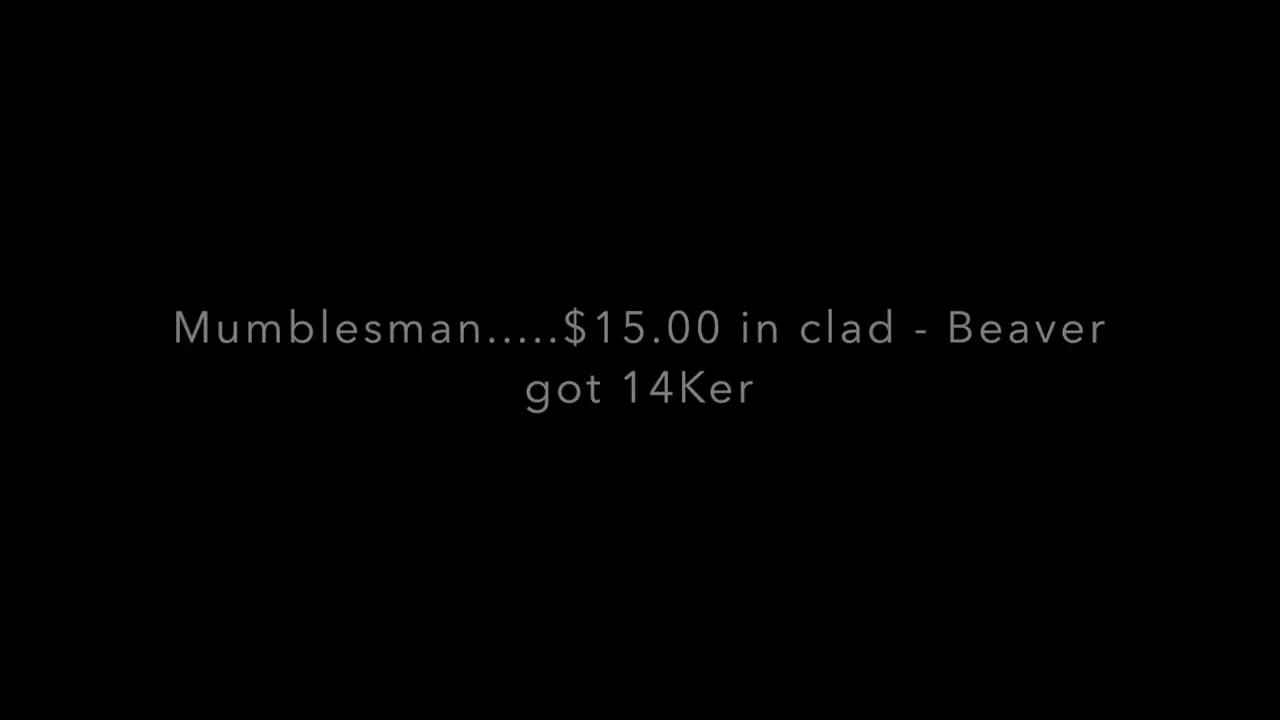 Mumblesman.....$15.00 in clad - Beaver
got 14Ker